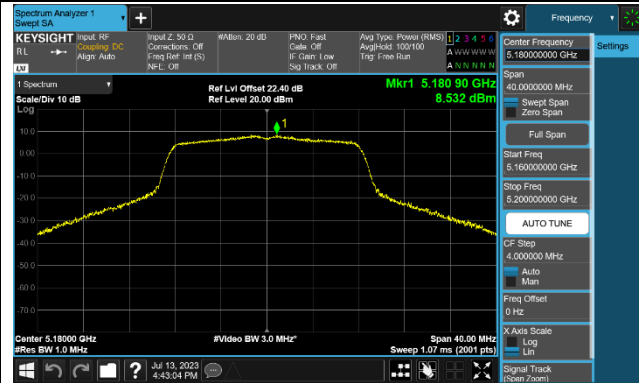 Spectrum Analyzer 1
Swept SA
Frequency
KEYSIGHT
RL
LXI
Input: RF
Coupling: DC
Align: Auto
Input Z: 50 Ω
Corrections: Off
Freq Ref: Int (S)
NFE: Off
#Atten: 20 dB
PNO: Fast
Gate: Off
IF Gain: Low
Sig Track: Off
Avg Type: Power (RMS)
Avg|Hold: 100/100
Trig: Free Run
1 2 3 4 5 6
A W W W W W
A N N N N N
1 Spectrum
Scale/Div 10 dB
Log
Ref Lvl Offset 22.40 dB
Ref Level 20.00 dBm
Mkr1 5.180 90 GHz
8.532 dBm
1
10.0
0.00
-10.0
-20.0
-30.0
-40.0
-50.0
-60.0
-70.0
Center 5.18000 GHz
#Res BW 1.0 MHz
#Video BW 3.0 MHz*
Span 40.00 MHz
Sweep 1.07 ms (2001 pts)
Jul 13, 2023
4:43:04 PM
Center Frequency
5.180000000 GHz
Settings
Span
40.0000000 MHz
Swept Span
Zero Span
Full Span
Start Freq
5.160000000 GHz
Stop Freq
5.200000000 GHz
AUTO TUNE
CF Step
4.000000 MHz
Auto
Man
Freq Offset
0 Hz
X Axis Scale
Log
Lin
Signal Track
(Span Zoom)